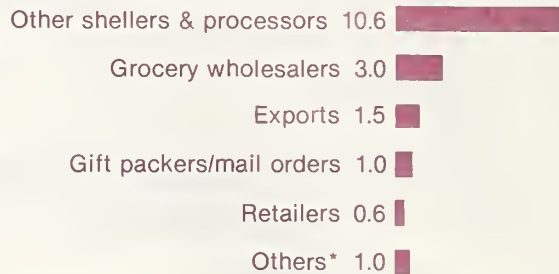 Other shellers & processors 10.6
Grocery wholesalers 3.0
Exports 1.5
Gift packers/mail orders 1.0
Retailers 0.6
Others* 1.0